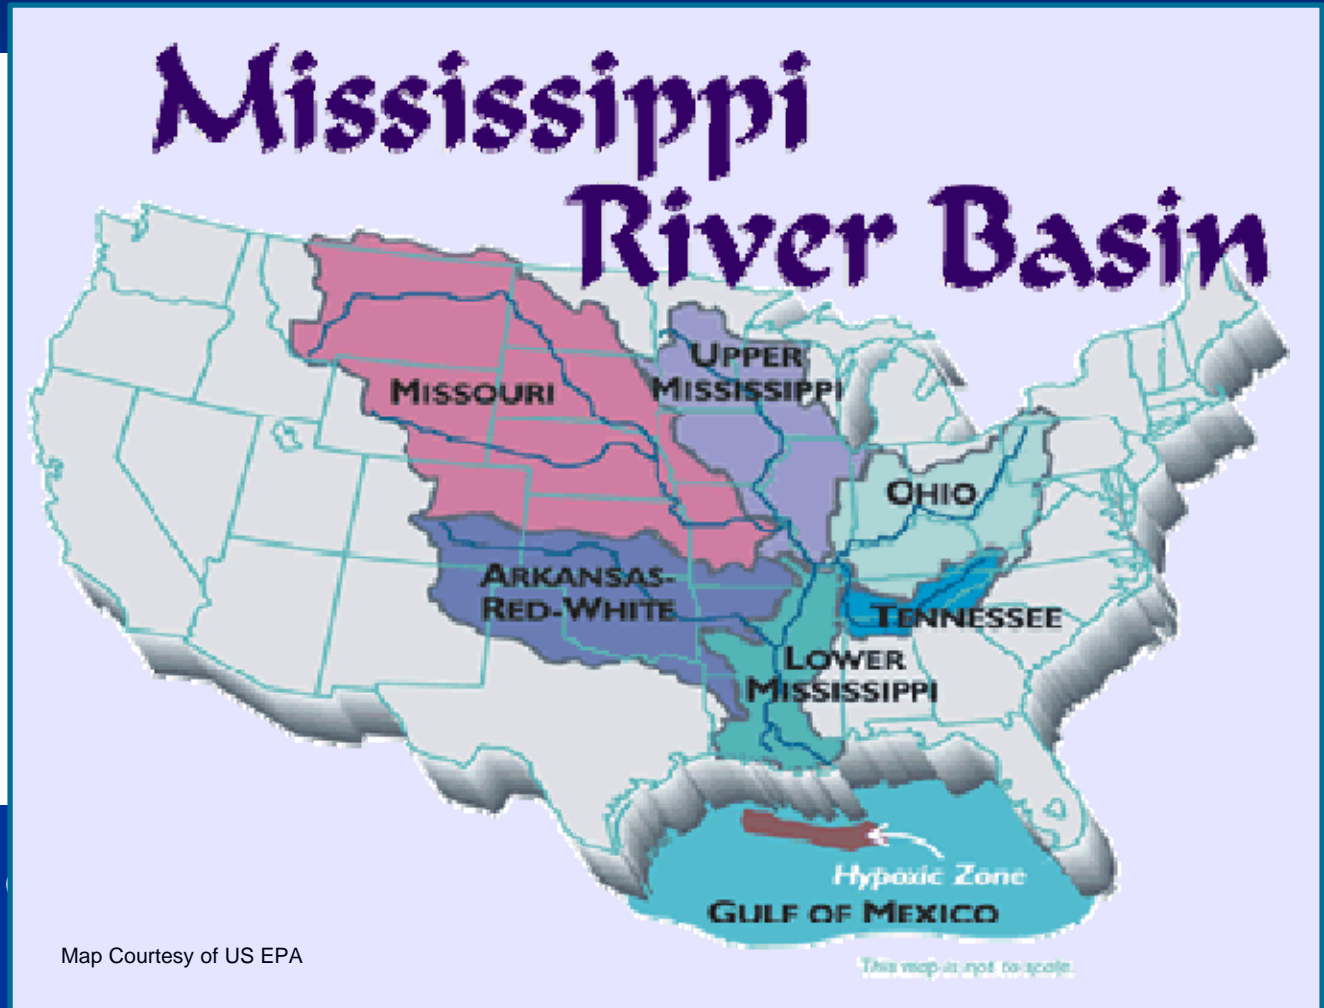 Mississippi
River Basin
UPPER
MISSISSIPPI
MISSOURI
OHIO
ARKANSAS-
RED-WHITE
TENNESSEE
LOWER
MISSISSIPPI
Hypoxic Zone
GULF OF MEXICO
Map Courtesy of US EPA
This map is not to scale.